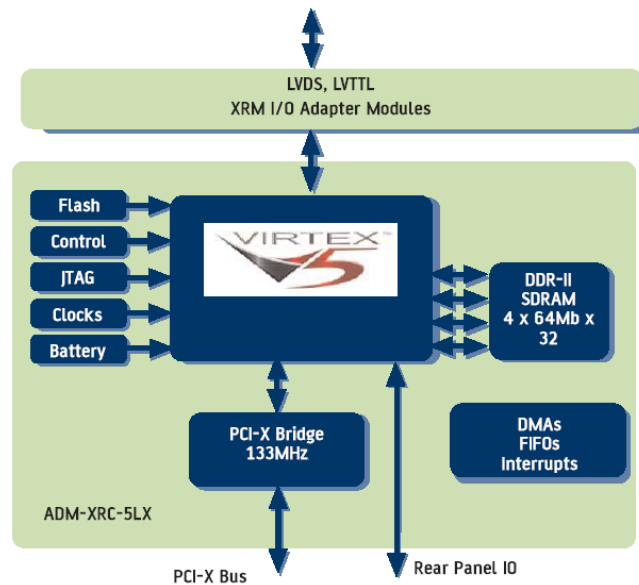 LVDS, LVTTL
XRM I/O Adapter Modules
Flash
Control
JTAG
Clocks
Battery
VIRTEX™
5
DDR-II
SDRAM
4 x 64Mb x
32
PCI-X Bridge
133MHz
DMAs
FIFOs
Interrupts
ADM-XRC-5LX
PCI-X Bus
Rear Panel IO